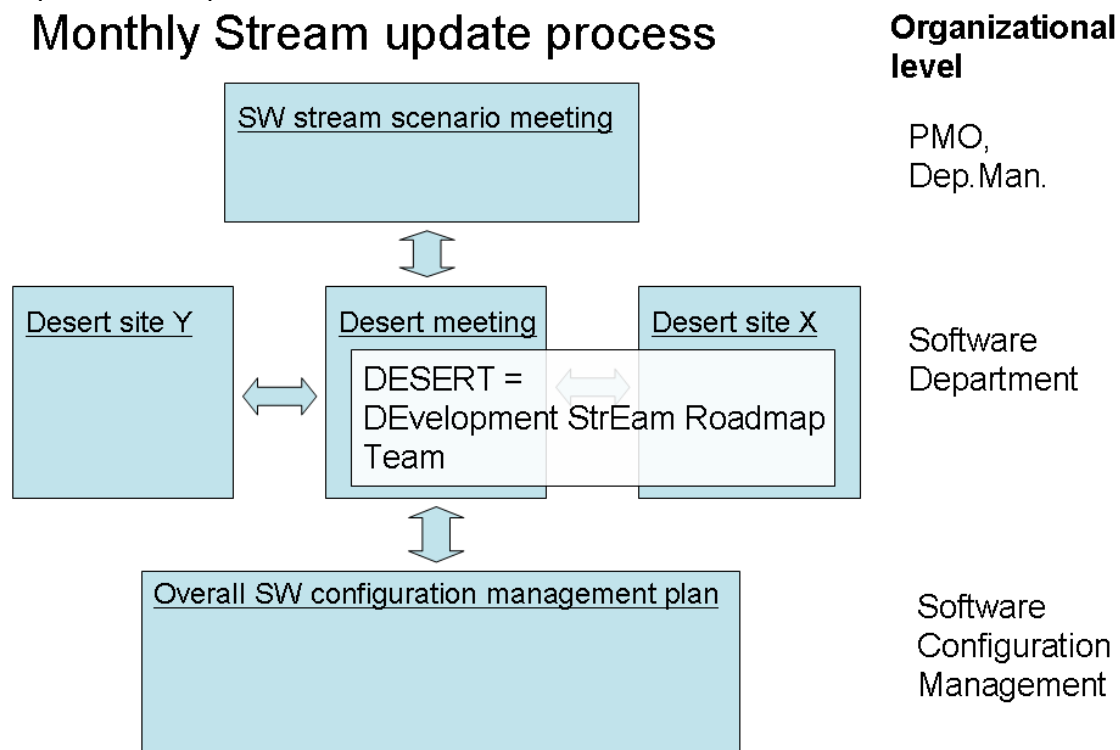 Monthly Stream update process
Organizational
level
SW stream scenario meeting
PMO,
Dep.Man.
Desert site Y
Desert meeting
Desert site X
DESERT =
DEvelopment StrEam Roadmap
Team
Software
Department
Overall SW configuration management plan
Software
Configuration
Management